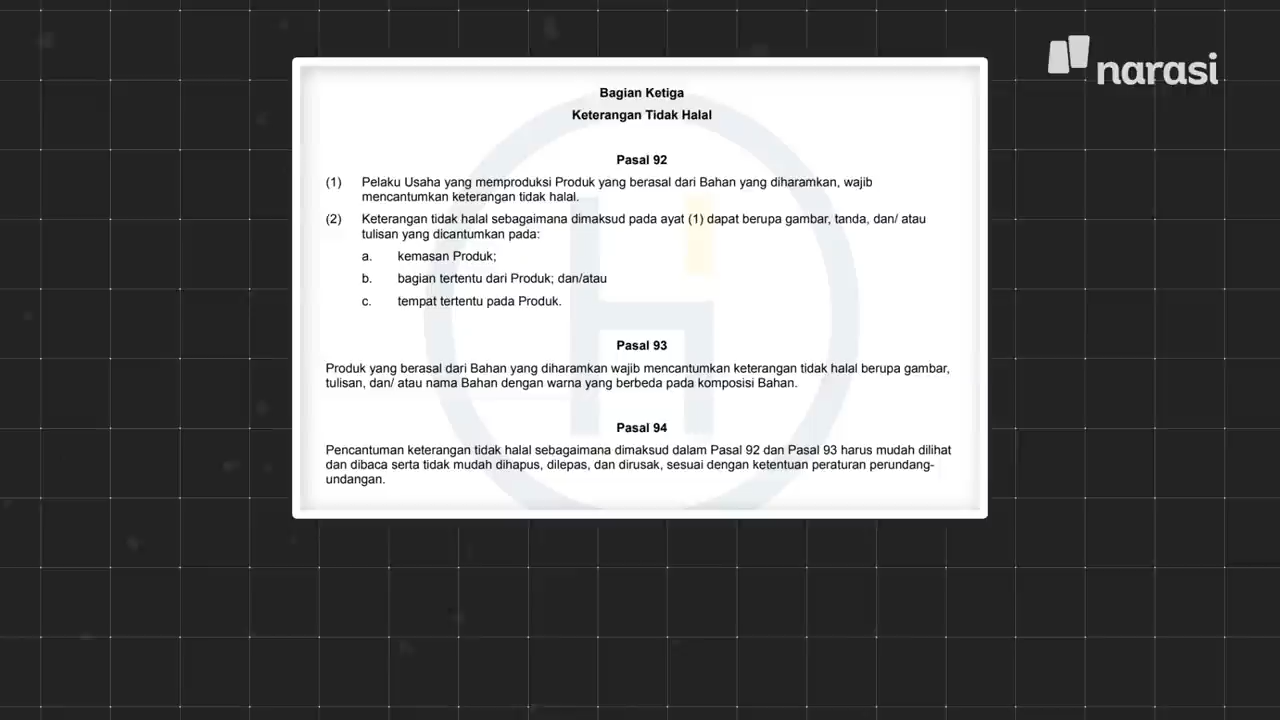 narasi
Bagian Ketiga
Keterangan Tidak Halal
Pasal 92
(1) Pelaku Usaha yang memproduksi Produk yang berasal dari Bahan yang diharamkan, wajib
mencantumkan keterangan tidak halal.
(2) Keterangan tidak halal sebagaimana dimaksud pada ayat (1) dapat berupa gambar, tanda, dan/ atau
tulisan yang dicantumkan pada:
a. kemasan Produk;
b. bagian tertentu dari Produk; dan/atau
c. tempat tertentu pada Produk.
Pasal 93
Produk yang berasal dari Bahan yang diharamkan wajib mencantumkan keterangan tidak halal berupa gambar,
tulisan, dan/ atau nama Bahan dengan warna yang berbeda pada komposisi Bahan.
Pasal 94
Pencantuman keterangan tidak halal sebagaimana dimaksud dalam Pasal 92 dan Pasal 93 harus mudah dilihat
dan dibaca serta tidak mudah dihapus, dilepas, dan dirusak, sesuai dengan ketentuan peraturan perundang-
undangan.